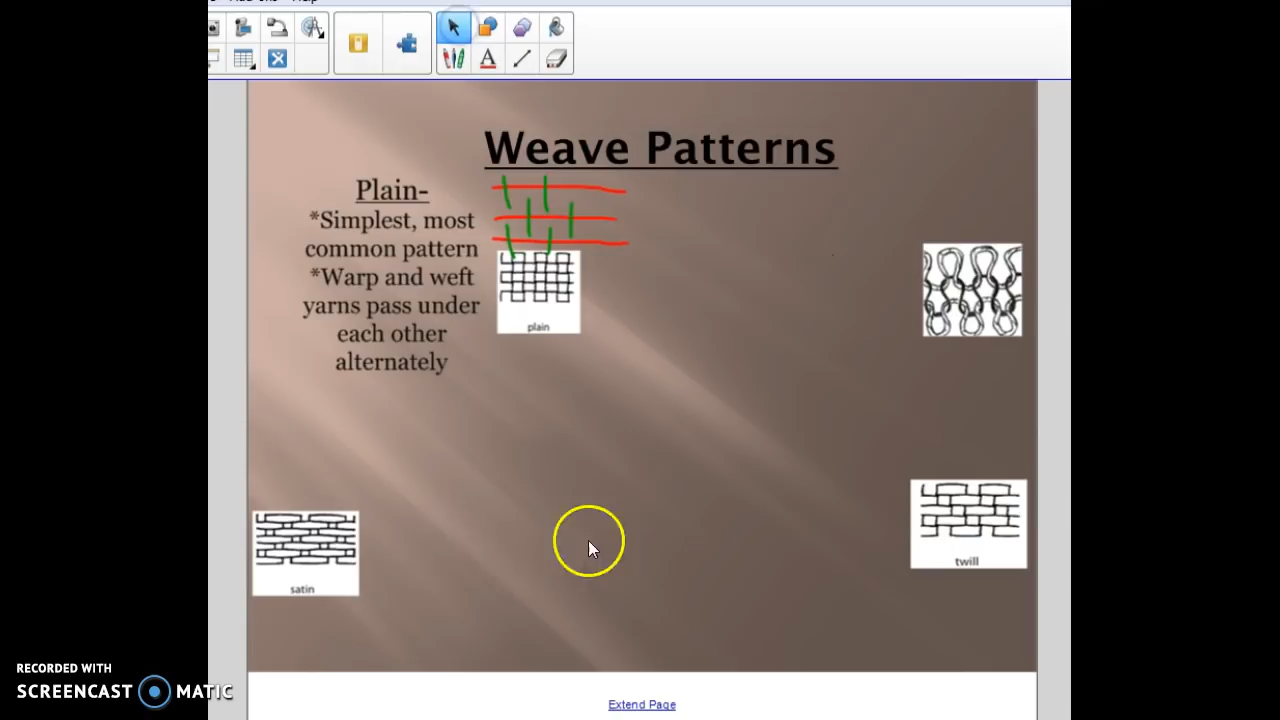 Weave Patterns
Plain-
*Simplest, most
common pattern
*Warp and weft
yarns pass under
each other
alternately
plain
satin
twill
Extend Page
RECORDED WITH
SCREENCAST MATIC